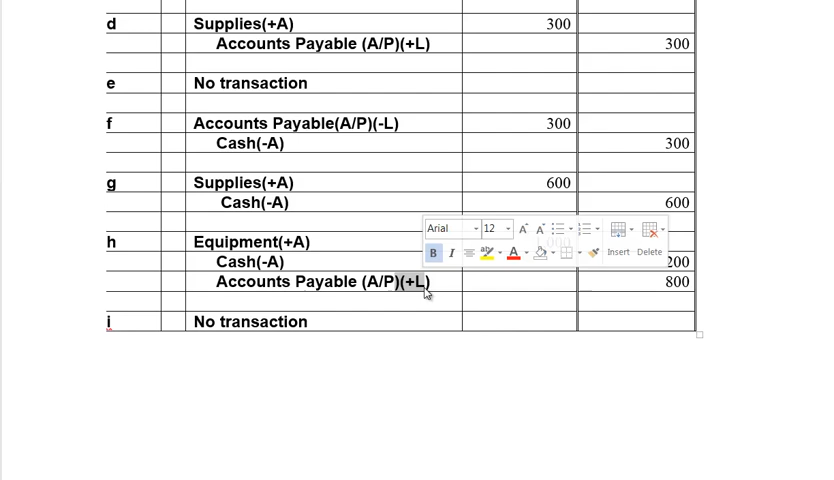 d Supplies(+A) 300
Accounts Payable (A/P)(+L) 300
e No transaction
f Accounts Payable(A/P)(-L) 300
Cash(-A) 300
g Supplies(+A) 600
Cash(-A) 600
Arial 12
h Equipment(+A)
B I Insert Delete
Cash(-A) 200
Accounts Payable (A/P)(+L) 800
i No transaction